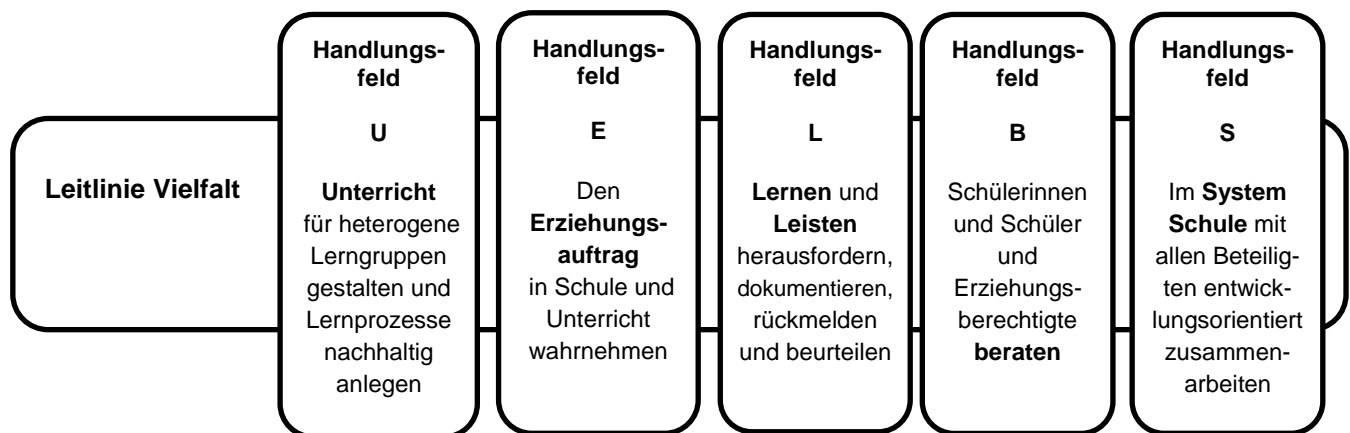 Leitlinie Vielfalt
Handlungs-
feld
U
Unterricht
für heterogene
Lerngruppen
gestalten und
Lernprozesse
nachhaltig
anlegen
Handlungs-
feld
E
Den
Erziehungs-
auftrag
in Schule und
Unterricht
wahrnehmen
Handlungs-
feld
L
Lernen und
Leisten
herausfordern,
dokumentieren,
rückmelden
und beurteilen
Handlungs-
feld
B
Schülerinnen
und Schüler
und
Erziehungs-
berechtigte
beraten
Handlungs-
feld
S
Im System
Schule mit
allen Beteilig-
ten entwick-
lungsorientiert
zusammen-
arbeiten